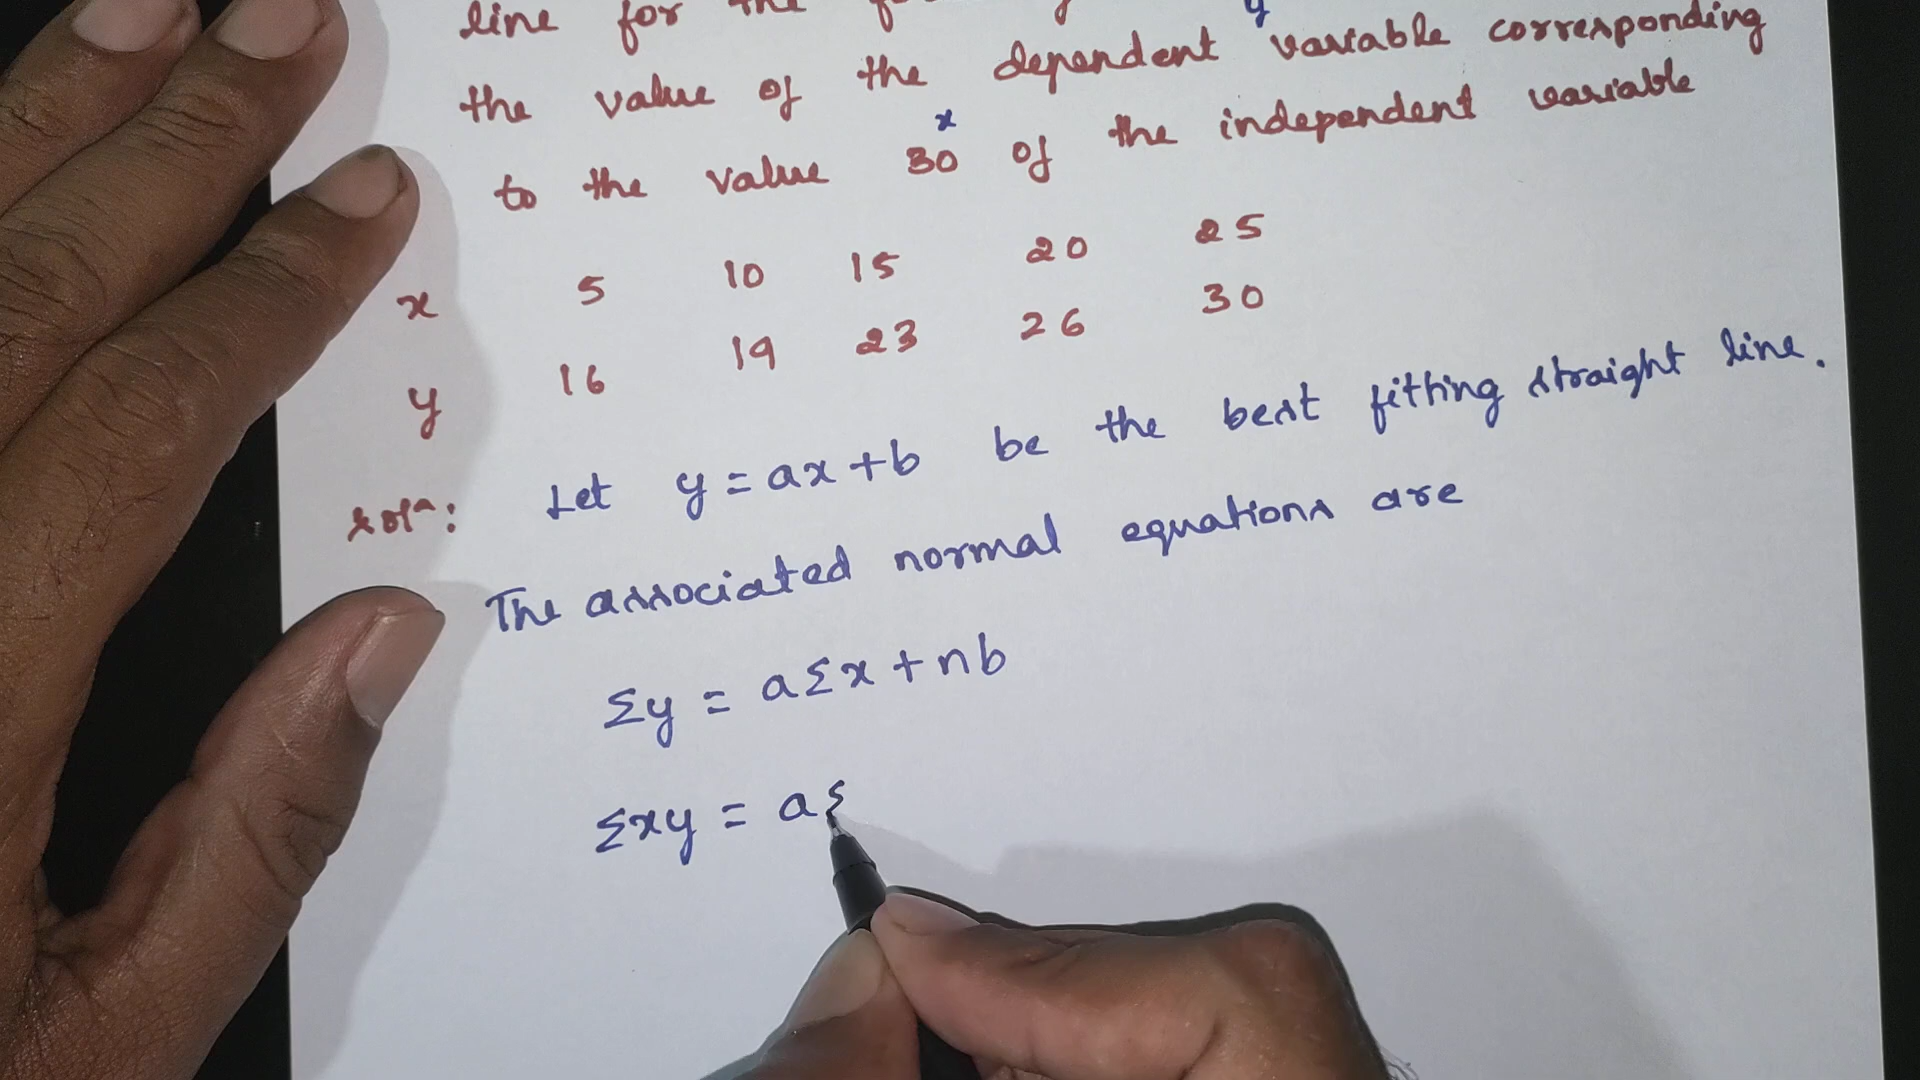 line for the
y
the value of the dependent variable corresponding
x
to the value 30 of the independent variable
x 5 10 15 20 25
y 16 19 23 26 30
Soln: Let y = ax + b be the best fitting straight line.
The associated normal equations are
Σy = aΣx + nb
Σxy = aΣ